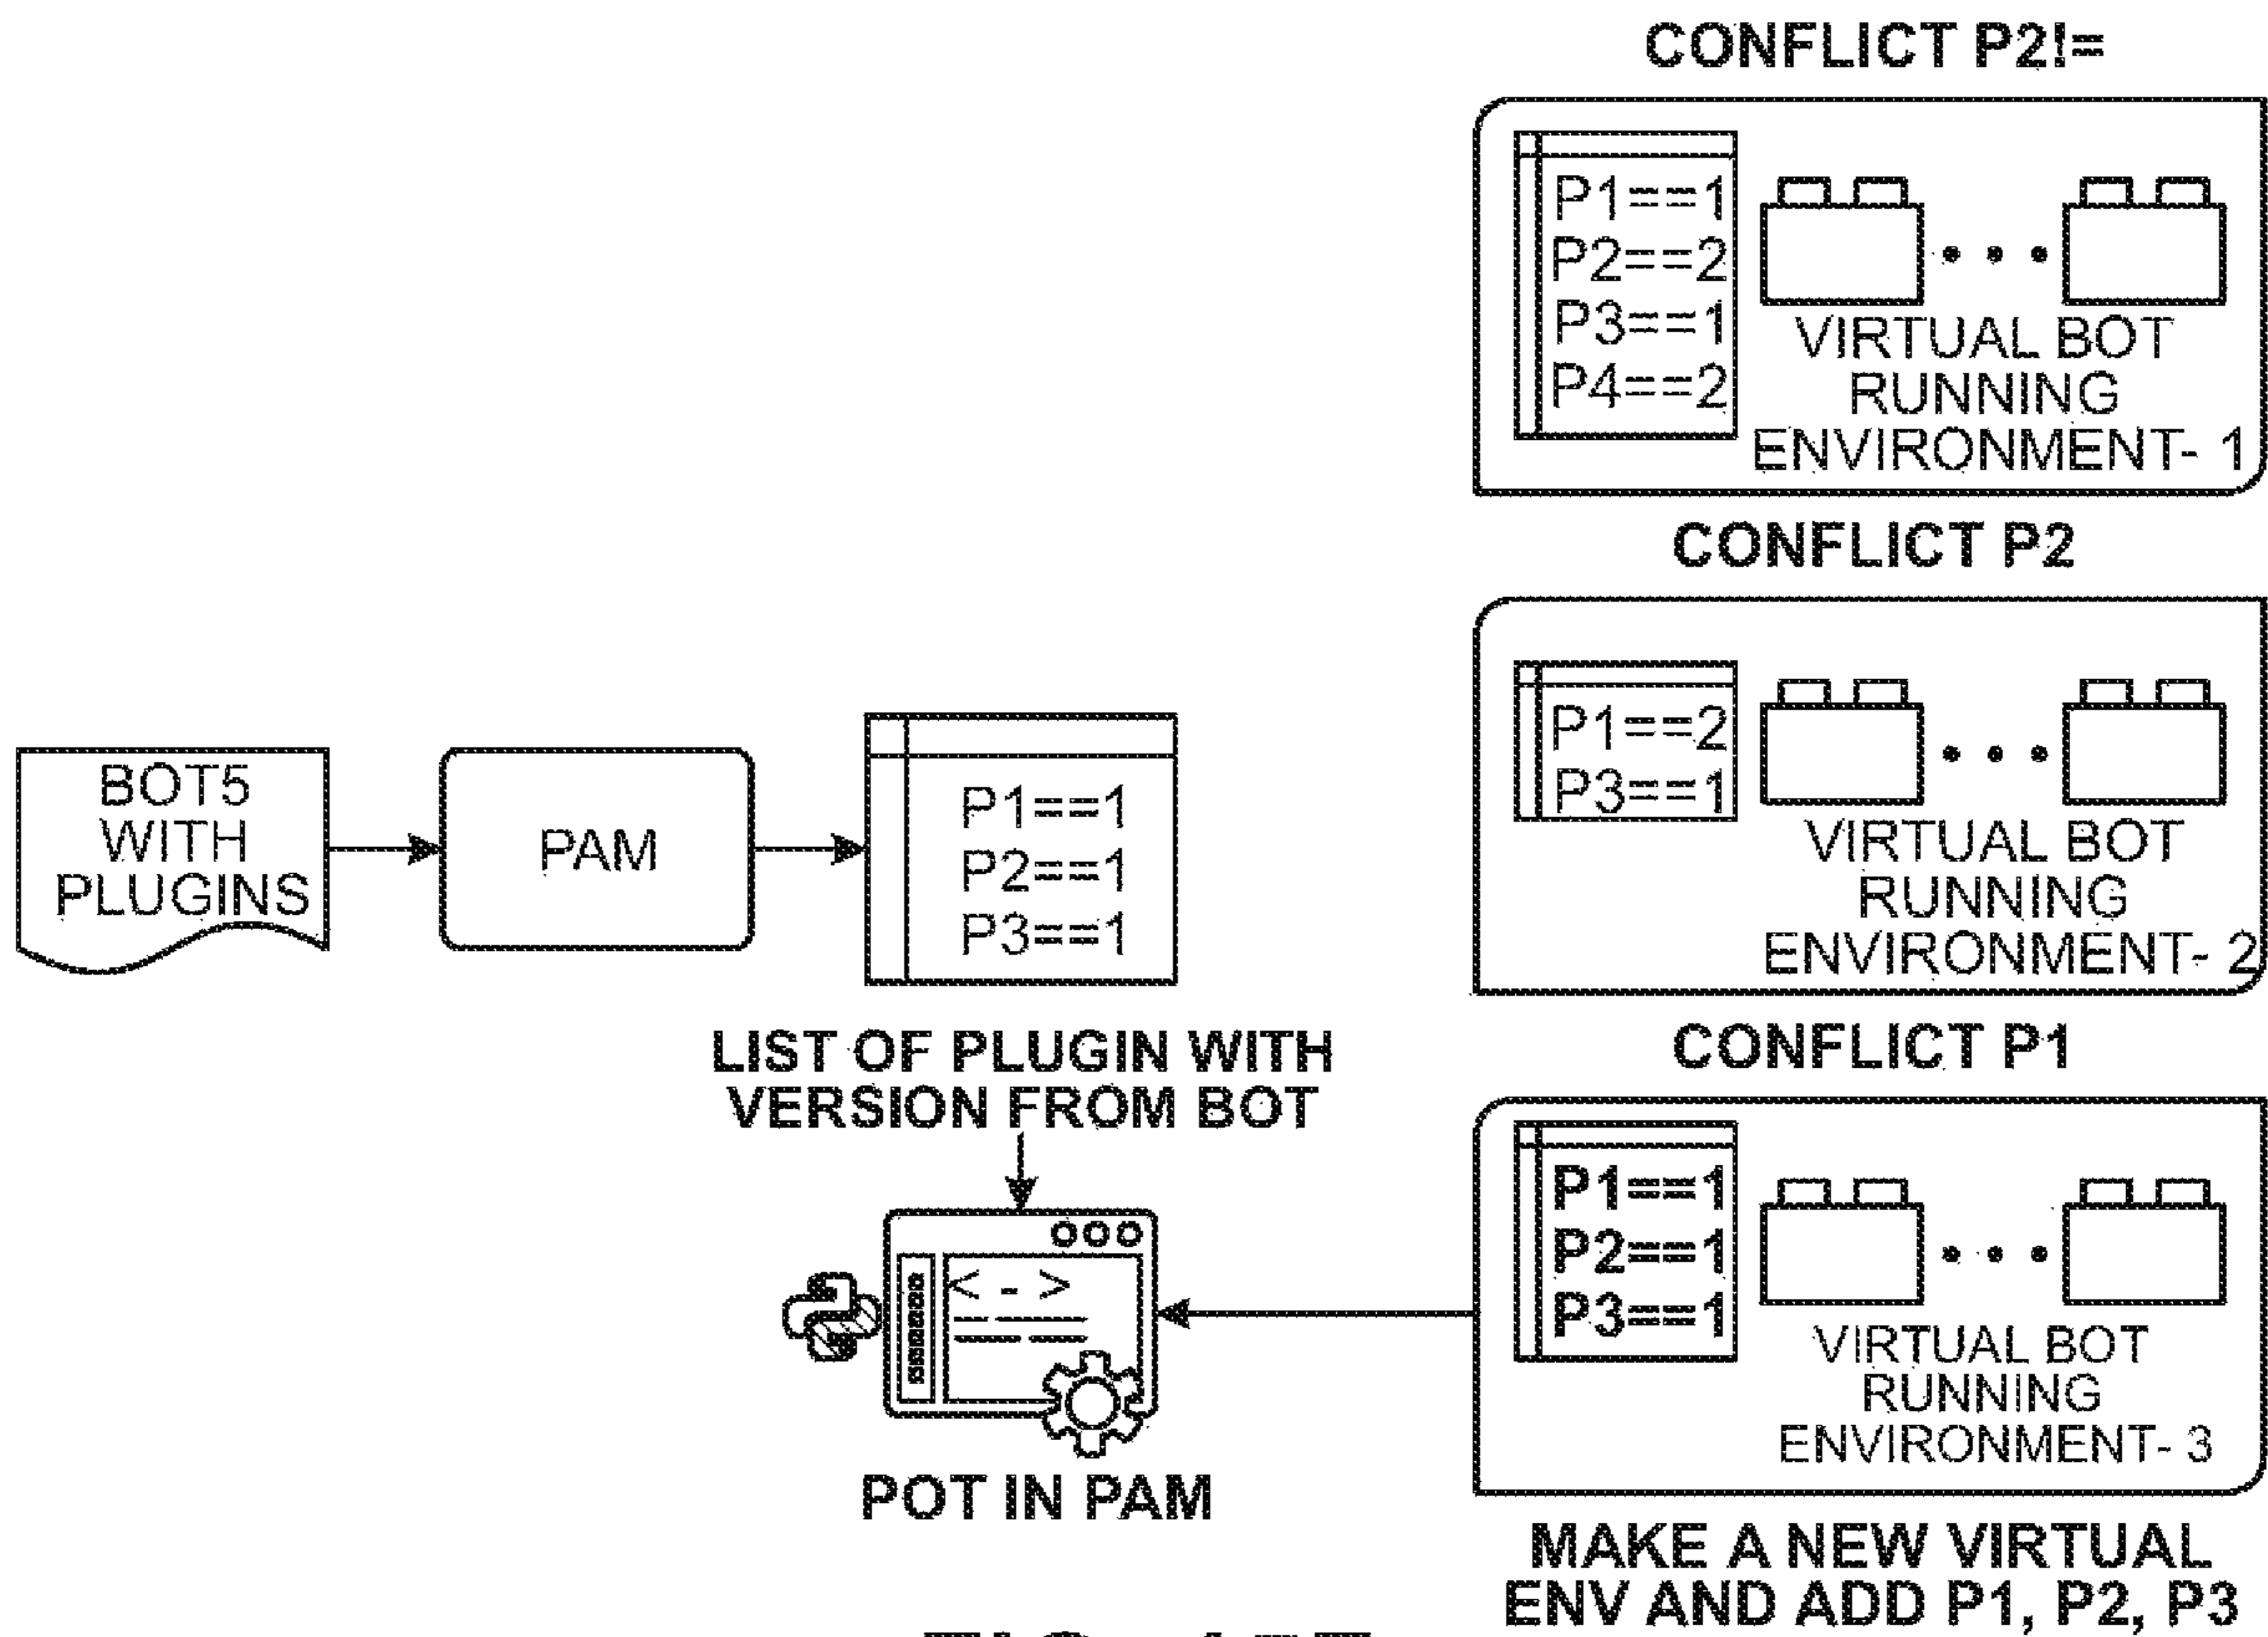 CONFLICT P2!=
P1==1
P2==2
P3==1
P4==2
VIRTUAL BOT
RUNNING
ENVIRONMENT- 1
CONFLICT P2
P1==2
P3==1
VIRTUAL BOT
RUNNING
ENVIRONMENT- 2
CONFLICT P1
BOT5
WITH
PLUGINS
PAM
P1==1
P2==1
P3==1
LIST OF PLUGIN WITH
VERSION FROM BOT
< - >
POT IN PAM
P1==1
P2==1
P3==1
VIRTUAL BOT
RUNNING
ENVIRONMENT- 3
MAKE A NEW VIRTUAL
ENV AND ADD P1, P2, P3